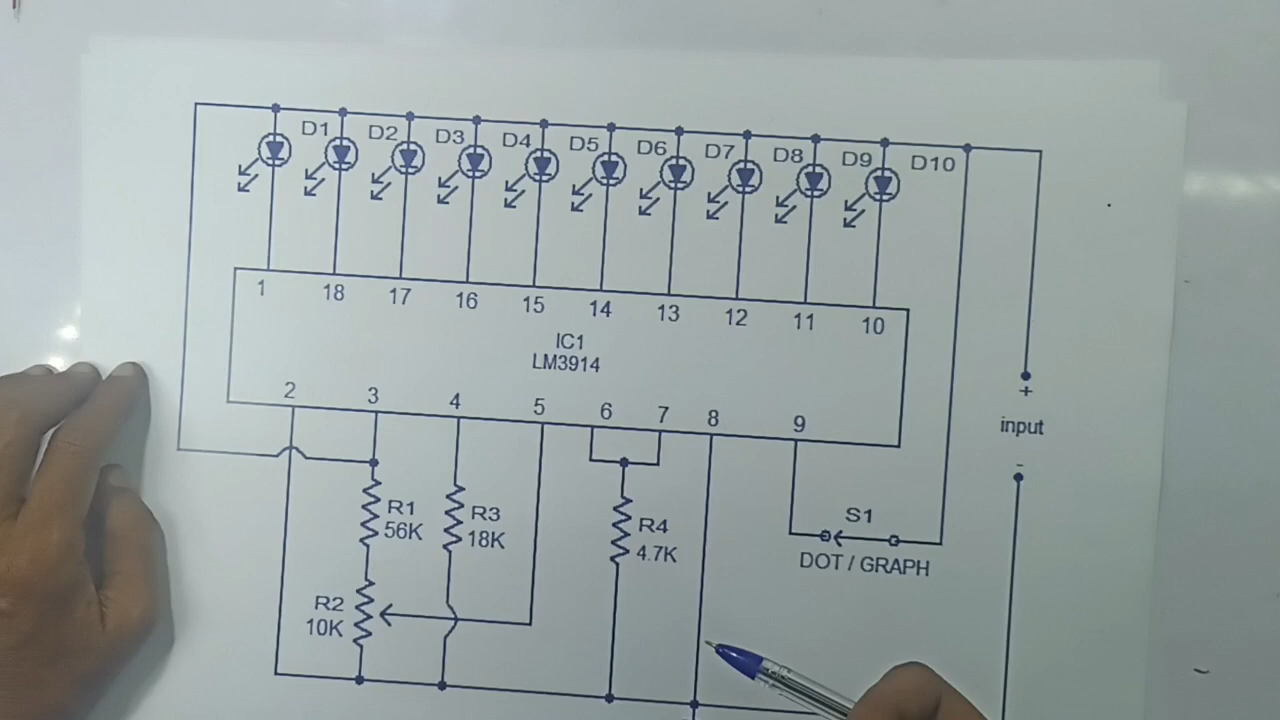 D1 D2 D3 D4 D5 D6 D7 D8 D9 D10
1 18 17 16 15 14 13 12 11 10
IC1
LM3914
2 3 4 5 6 7 8 9
+
input
-
R1
56K
R3
18K
R4
4.7K
S1
DOT / GRAPH
R2
10K